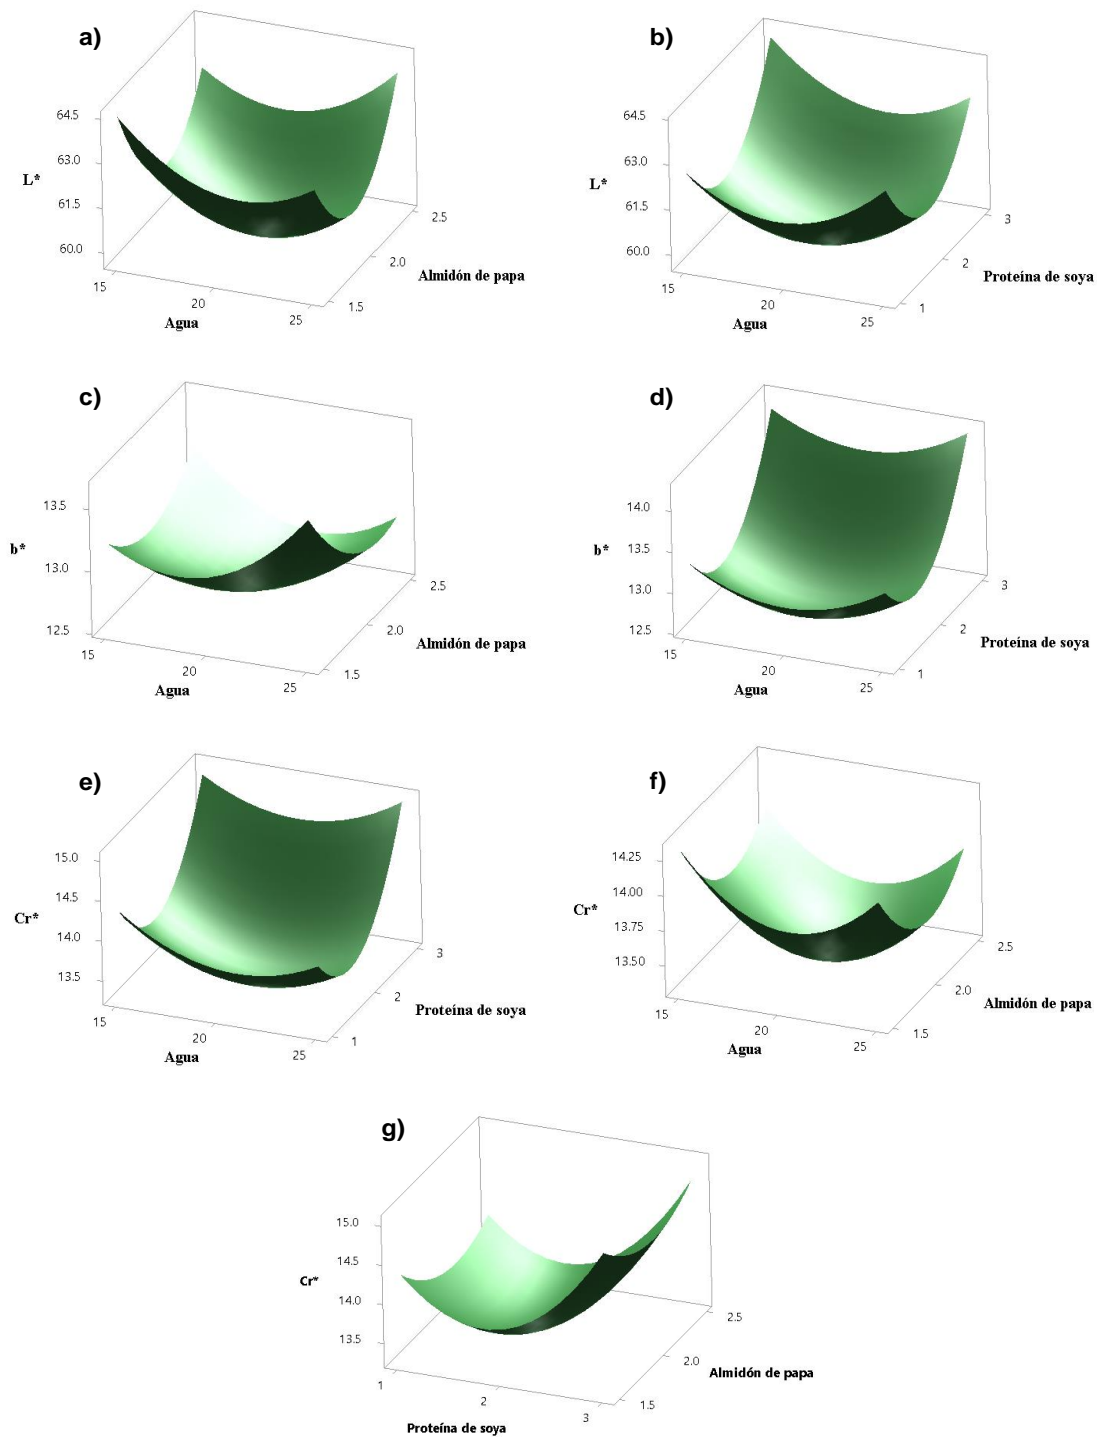 a)
64.5
63.0
L*
61.5
60.0
15
20
25
Agua
1.5
2.0
2.5
Almidón de papa
b)
64.5
63.0
L*
61.5
60.0
15
20
25
Agua
1
2
3
Proteína de soya
c)
13.5
b*
13.0
12.5
15
20
25
Agua
1.5
2.0
2.5
Almidón de papa
d)
14.0
b*
13.5
13.0
12.5
15
20
25
Agua
1
2
3
Proteína de soya
e)
15.0
14.5
Cr*
14.0
13.5
15
20
25
Agua
1
2
3
Proteína de soya
f)
14.25
14.00
Cr*
13.75
13.50
15
20
25
Agua
1.5
2.0
2.5
Almidón de papa
g)
15.0
14.5
Cr*
14.0
13.5
1
2
3
Proteína de soya
1.5
2.0
2.5
Almidón de papa